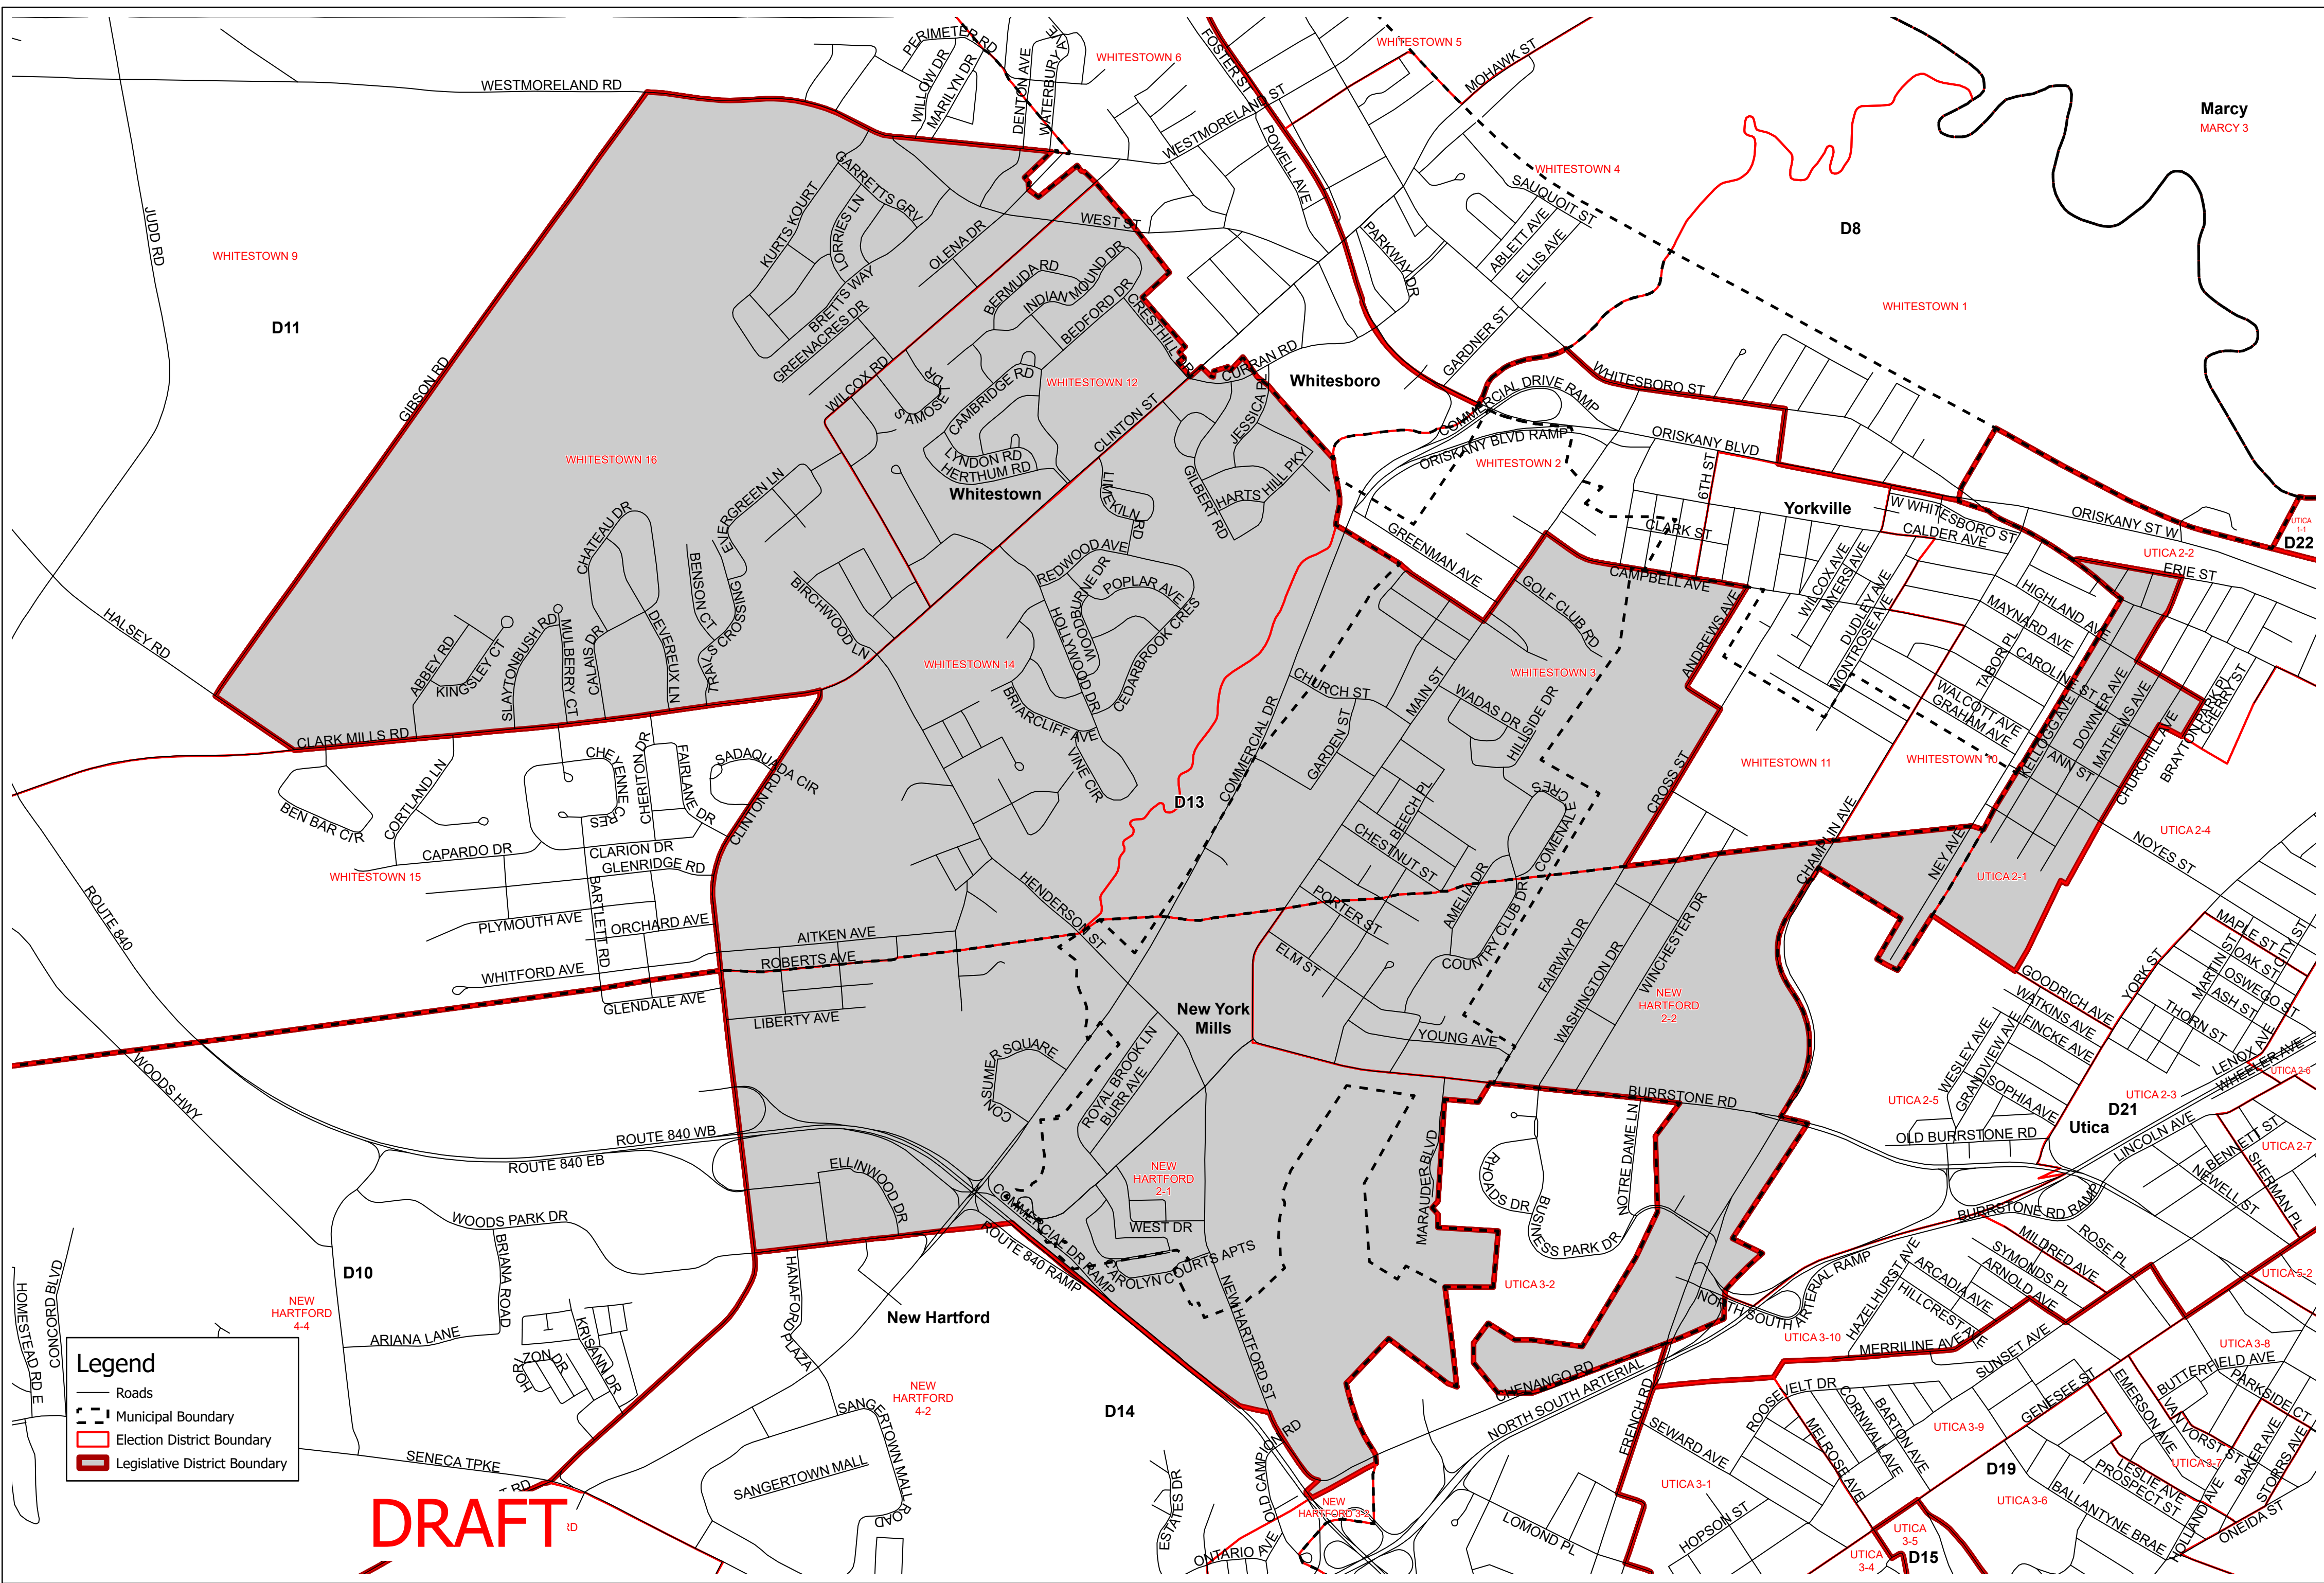 PERIMETER RD
WILLOW DR
MARILYN DR
DENTON AVE
WATERBURY AVE
WHITESTOWN 6
FOSTER ST
WHITESTOWN 5
MOHAWK ST
WESTMORELAND RD
WESTMORELAND ST
POWELL AVE
Marcy
MARCY 3
WHITESTOWN 4
SAUQUOIT ST
ABLETT AVE
ELLIS AVE
PARKWAY DR
D8
JUDD RD
WHITESTOWN 9
D11
GARRETTS GRV
KURTS KOURT
LORRIES LN
OLENA DR
WEST ST
BRETTS WAY
GREENACRES DR
BERMUDA RD
INDIAN MOUND DR
BEDFORD DR
CRESTHILL DR
GARDNER ST
WHITESTOWN 1
GIBSON RD
WILCOX RD
S AMOSE DR
CAMBRIDGE RD
WHITESTOWN 12
CURRAN RD
Whitesboro
JESSICA PL
COMMERCIAL DRIVE RAMP
WHITESBORO ST
CLINTON ST
WHITESTOWN 16
LYNDON RD
HERTHUM RD
Whitestown
LIMEKILN RD
GILBERT RD
HARTS HILL PKY
ORISKANY BLVD RAMP
ORISKANY BLVD
WHITESTOWN 2
6TH ST
Yorkville
W WHITESBORO ST
ORISKANY ST W
UTICA
1-1
D22
CHATEAU DR
EVERGREEN LN
BENSON CT
TRAILS CROSSING
BIRCHWOOD LN
REDWOOD AVE
WOODBURNE DR
POPLAR AVE
HOLLYWOOD DR
CEDARBROOK CRES
GREENMAN AVE
CLARK ST
CAMPBELL AVE
CALDER AVE
UTICA 2-2
ERIE ST
GOLF CLUB RD
WILCOX AVE
MYERS AVE
DUDLEY AVE
MONTROSE AVE
HIGHLAND AVE
MAYNARD AVE
TABOR PL
CAROLINE ST
HALSEY RD
ABBEY RD
KINGSLEY CT
SLAYTONBUSH RD
MULBERRY CT
CALAIS DR
DEVEREUX LN
WHITESTOWN 14
BRIARCLIFF AVE
VINE CIR
CHURCH ST
MAIN ST
GARDEN ST
WADAS DR
HILLSIDE DR
WHITESTOWN 3
ANDREWS AVE
WALCOTT AVE
GRAHAM AVE
KELLOGG AVE
DOWNER AVE
MATHEWS AVE
ANN ST
CHURCHILL AVE
BRAYTON PARK PL
CHERRY ST
CLARK MILLS RD
BEN BAR CIR
CORTLAND LN
CHEYENNE CRES
CHERTON DR
FAIRLANE DR
SADAQUADA CIR
CLINTON RD
D13
COMMERCIAL DR
BEECH PL
CHESTNUT ST
COMENALE CRES
CROSS ST
WHITESTOWN 11
WHITESTOWN 10
CHAMPLIN AVE
NOYES ST
UTICA 2-4
CAPARDO DR
CLARION DR
GLENRIDGE RD
WHITESTOWN 15
BARTLETT RD
PLYMOUTH AVE
ORCHARD AVE
WHITFORD AVE
GLENDALE AVE
AITKEN AVE
ROBERTS AVE
LIBERTY AVE
HENDERSON ST
PORTER ST
ELM ST
AMELIA DR
COUNTRY CLUB DR
FAIRWAY DR
WASHINGTON DR
WINCHESTER DR
NEW
HARTFORD
2-2
NEY AVE
UTICA 2-1
MAPLE ST
OAK ST
CITY ST
MARTIN ST
OSWEGO ST
ASH ST
YORK ST
THORN ST
GOODRICH AVE
WATKINS AVE
FINCKE AVE
LENOX AVE
WHEELER AVE
ROUTE 840
WOODS HWY
CONSUMER SQUARE
New York
Mills
ROYAL BROOK LN
BURR AVE
YOUNG AVE
BURRSTONE RD
WESLEY AVE
GRANDVIEW AVE
SOPHIA AVE
UTICA 2-5
UTICA 2-3
UTICA 2-6
D21
Utica
UTICA 2-7
OLD BURRSTONE RD
LINCOLN AVE
BENNETT ST
NEWELL ST
SHERMAN PL
ROUTE 840 WB
ROUTE 840 EB
ELLINWOOD DR
NEW
HARTFORD
2-1
WEST DR
COMMERCIAL DR RAMP
ROUTE 840 RAMP
CAROLYN COURTS APTS
NEW HARTFORD ST
MARAUDER BLVD
RHOADS DR
BUSINESS PARK DR
NOTRE DAME LN
UTICA 3-2
BURRSTONE RD RAMP
NORTH SOUTH ARTERIAL RAMP
MILDRED AVE
ROSE PL
SYMONDS PL
ARNOLD AVE
ARCADIA AVE
HILLCREST AVE
HAZELHURST AVE
UTICA 3-10
MERRILINE AVE
UTICA 5-2
WOODS PARK DR
BRIANA ROAD
D10
HOMESTEAD RD E
CONCORD BLVD
NEW
HARTFORD
4-4
ARIANA LANE
HORIZON DR
KRISANN DR
HANAFORD PLAZA
New Hartford
NEW
HARTFORD
4-2
D14
SANGERTOWN MALL ROAD
SANGERTOWN MALL
SENECA TPKE
CHENANGO RD
NORTH SOUTH ARTERIAL
FRENCH RD
SEWARD AVE
ROOSEVELT DR
MELROSE AVE
CORNWALL AVE
BARTON AVE
SUNSET AVE
GENESEE ST
UTICA 3-9
UTICA 3-8
BUTTERFIELD AVE
PARKSIDE CT
EMERSON AVE
VAN VORST ST
BAKER AVE
STORRS AVE
UTICA 3-7
LESLIE AVE
PROSPECT ST
D19
UTICA 3-6
BALLANTYNE BRAE
HOLLAND AVE
ONEIDA ST
UTICA 3-1
HOPSON ST
LOMOND PL
UTICA
3-5
UTICA
3-4
D15
OLD CAMPION RD
NEW
HARTFORD 3-2
ESTATES DR
ONTARIO AVE
Legend
Roads
Municipal Boundary
Election District Boundary
Legislative District Boundary
DRAFT
T RD
RD